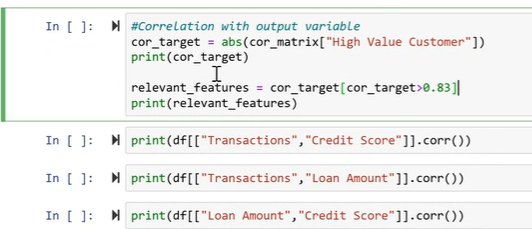 In [ ]:
#Correlation with output variable
cor_target = abs(cor_matrix["High Value Customer"])
print(cor_target)
relevant_features = cor_target[cor_target>0.83]
print(relevant_features)
In [ ]: print(df[["Transactions","Credit Score"]].corr())
In [ ]: print(df[["Transactions","Loan Amount"]].corr())
In [ ]: print(df[["Loan Amount","Credit Score"]].corr())